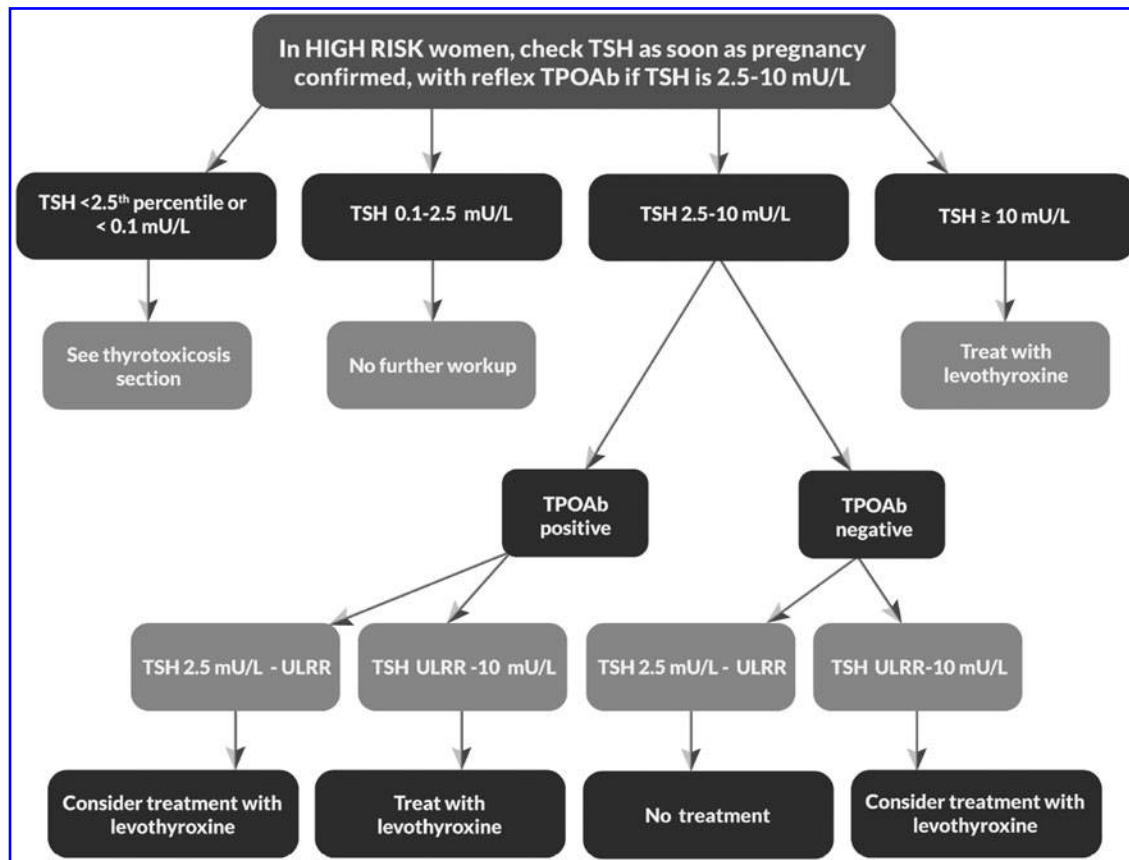 In HIGH RISK women, check TSH as soon as pregnancy
confirmed, with reflex TPOAb if TSH is 2.5-10 mU/L
TSH <2.5th percentile or
< 0.1 mU/L
TSH 0.1-2.5 mU/L
TSH 2.5-10 mU/L
TSH ≥ 10 mU/L
See thyrotoxicosis
section
No further workup
Treat with
levothyroxine
TPOAb
positive
TPOAb
negative
TSH 2.5 mU/L - ULRR
TSH ULRR -10 mU/L
TSH 2.5 mU/L - ULRR
TSH ULRR-10 mU/L
Consider treatment with
levothyroxine
Treat with
levothyroxine
No treatment
Consider treatment with
levothyroxine